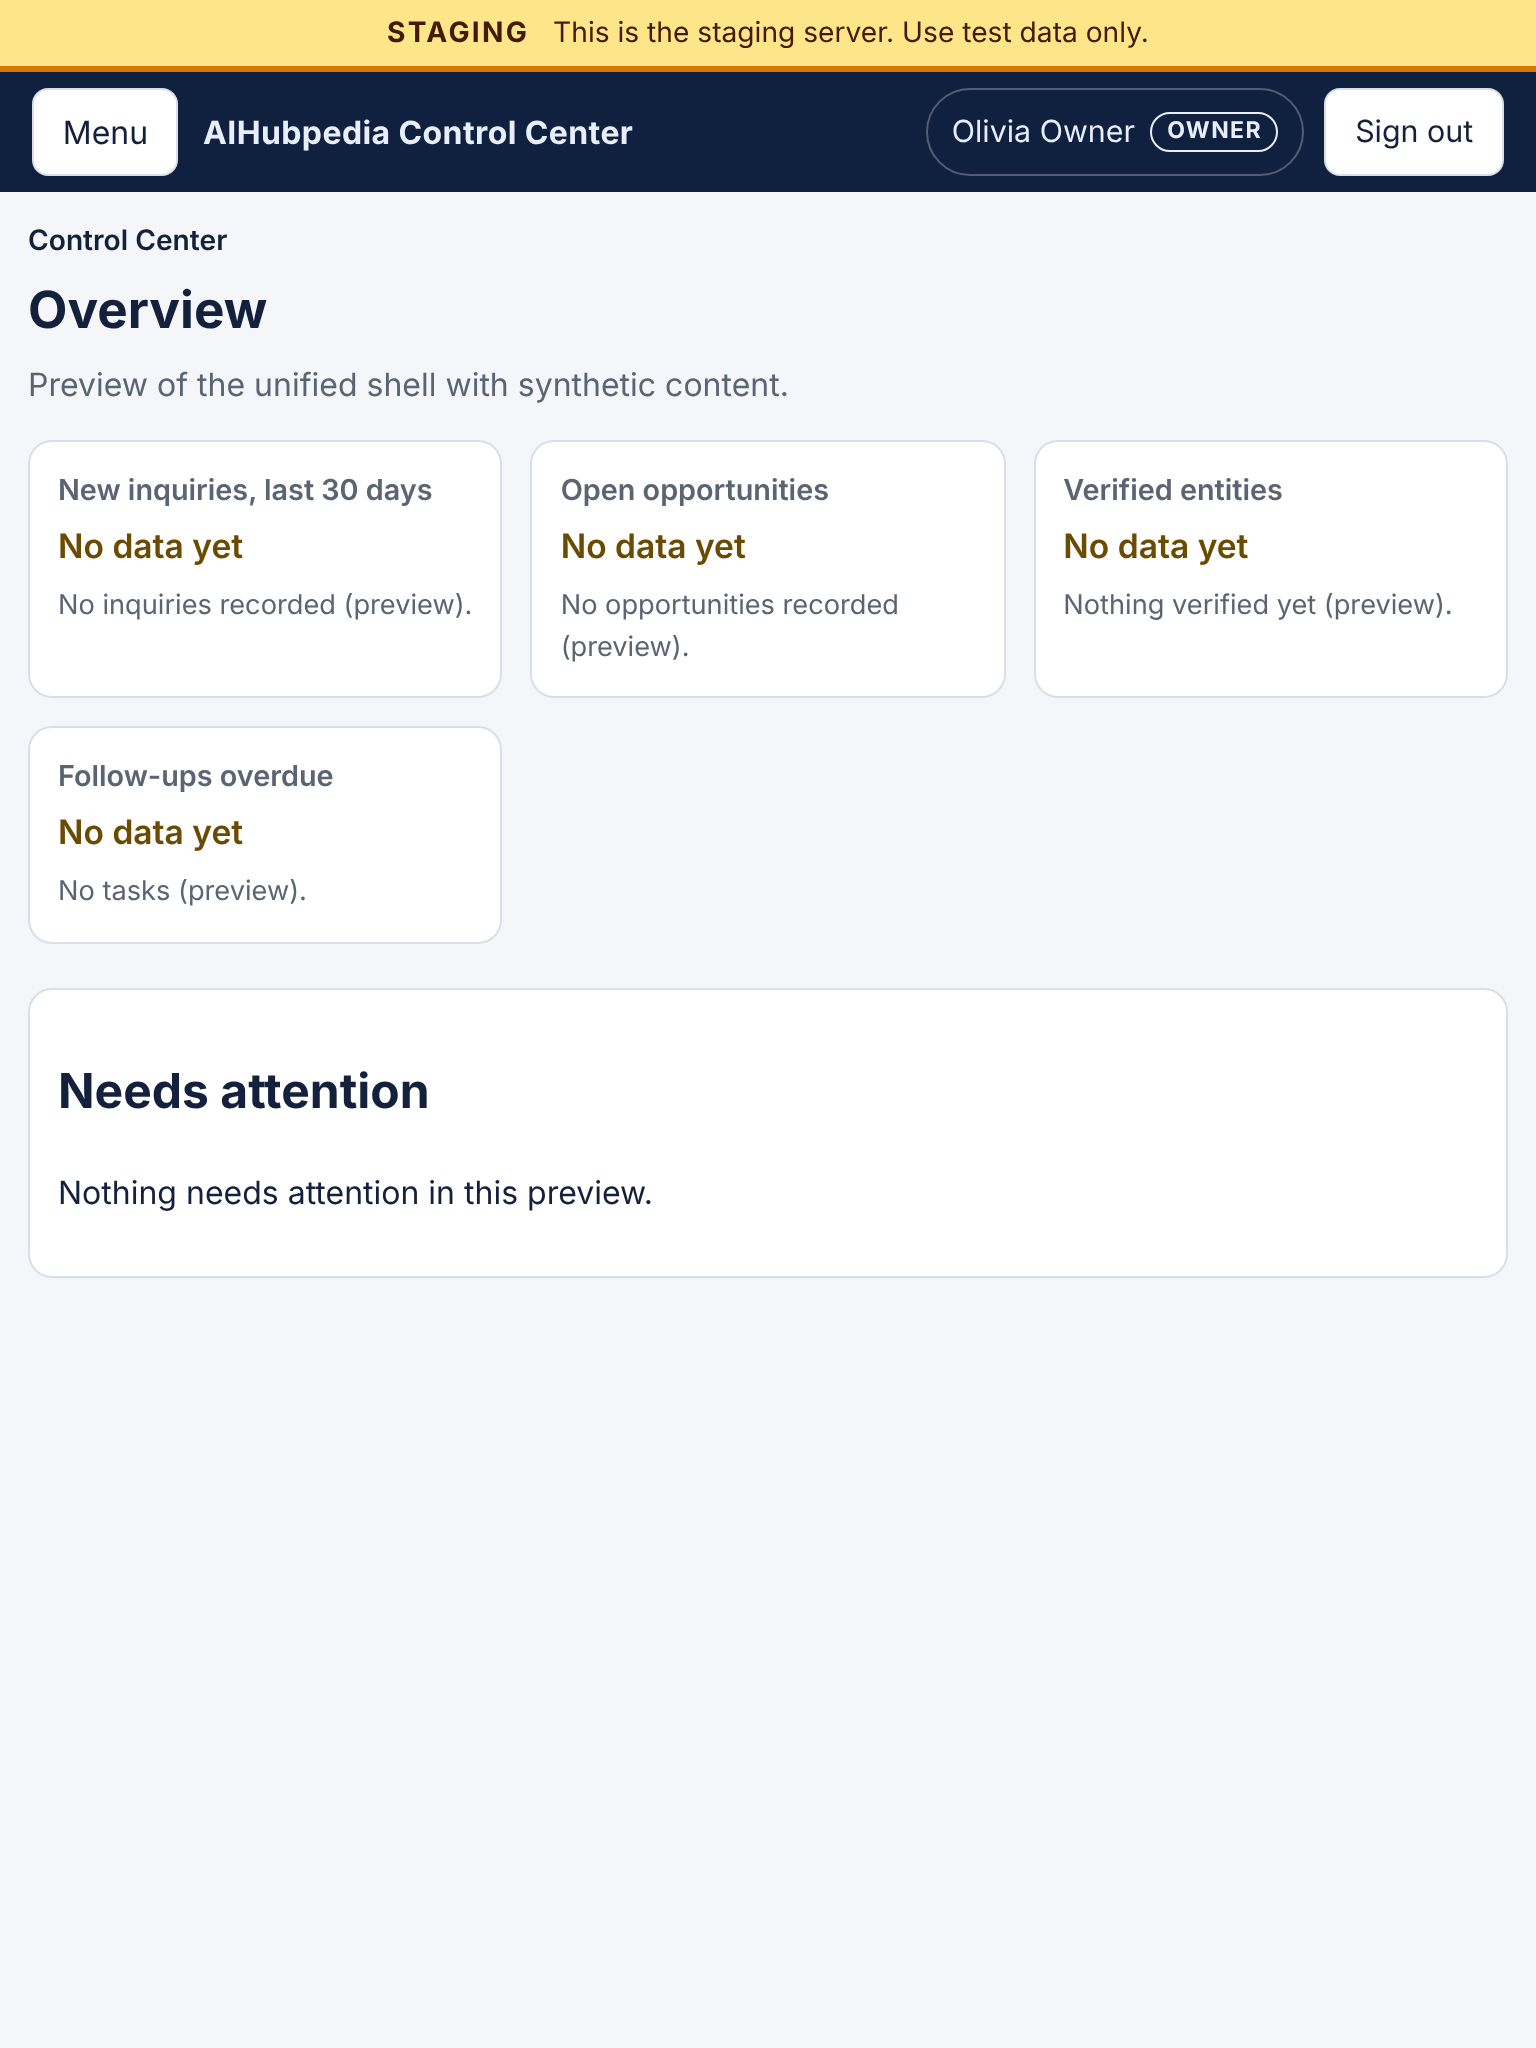 STAGING This is the staging server. Use test data only.
Menu AIHubpedia Control Center Olivia Owner OWNER Sign out
Control Center
Overview
Preview of the unified shell with synthetic content.
New inquiries, last 30 days
No data yet
No inquiries recorded (preview).
Open opportunities
No data yet
No opportunities recorded
(preview).
Verified entities
No data yet
Nothing verified yet (preview).
Follow-ups overdue
No data yet
No tasks (preview).
Needs attention
Nothing needs attention in this preview.